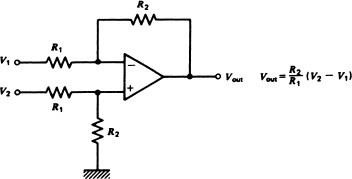 R2
R1
V1
−
Vout
Vout = R2/R1 (V2 − V1)
V2
+
R1
R2